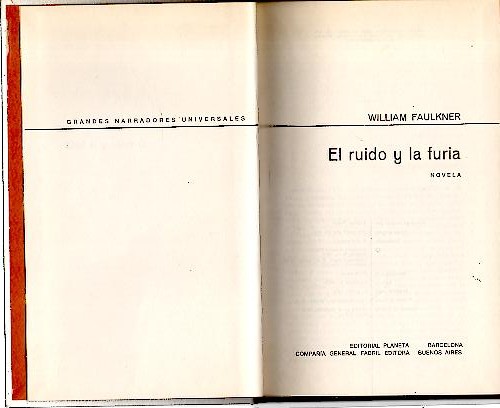 GRANDES NARRADORES UNIVERSALES
WILLIAM FAULKNER
El ruido y la furia
NOVELA
EDITORIAL PLANETA BARCELONA
COMPAÑIA GENERAL FABRIL EDITORA BUENOS AIRES